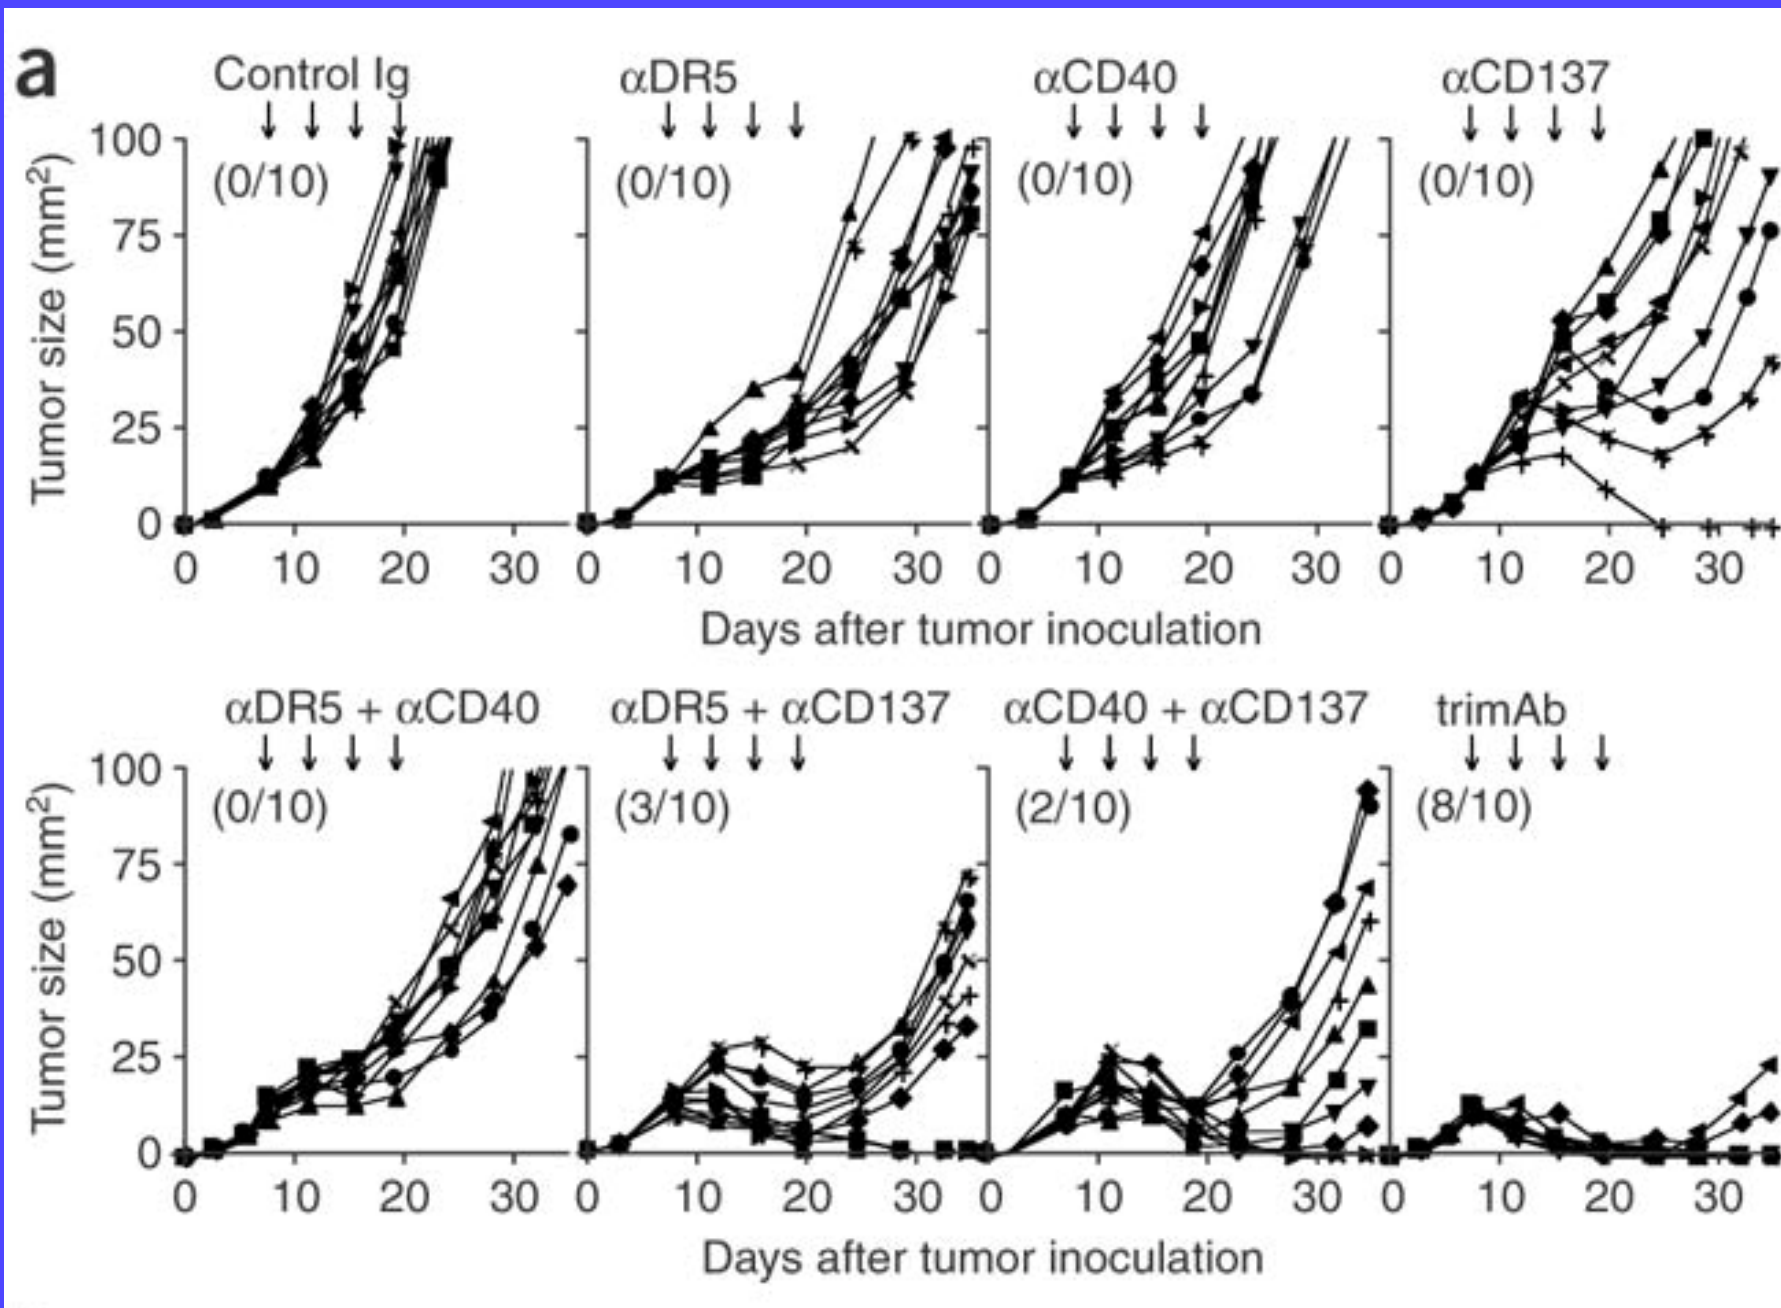 a
Control Ig
αDR5
αCD40
αCD137
(0/10)
(0/10)
(0/10)
(0/10)
Tumor size (mm²)
100
75
50
25
0
0 10 20 30
0 10 20 30
0 10 20 30
0 10 20 30
Days after tumor inoculation
αDR5 + αCD40
αDR5 + αCD137
αCD40 + αCD137
trimAb
(0/10)
(3/10)
(2/10)
(8/10)
Tumor size (mm²)
100
75
50
25
0
0 10 20 30
0 10 20 30
0 10 20 30
0 10 20 30
Days after tumor inoculation